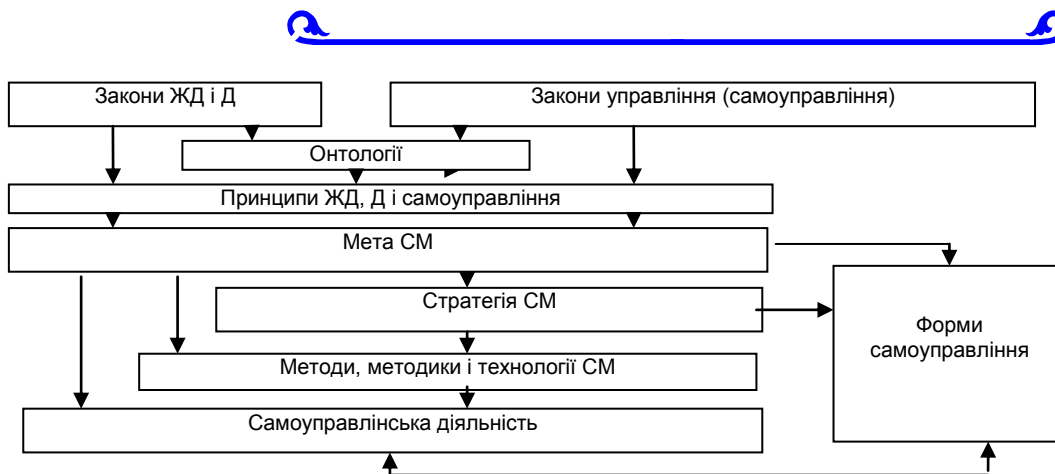 Закони ЖД і Д
Закони управління (самоуправління)
Онтології
Принципи ЖД, Д і самоуправління
Мета СМ
Стратегія СМ
Форми
самоуправління
Методи, методики і технології СМ
Самоуправлінська діяльність